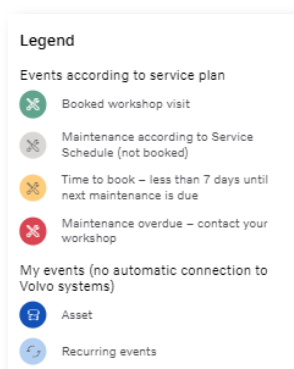 Legend
Events according to service plan
Booked workshop visit
Maintenance according to Service
Schedule (not booked)
Time to book – less than 7 days until
next maintenance is due
Maintenance overdue – contact your
workshop
My events (no automatic connection to
Volvo systems)
Asset
Recurring events